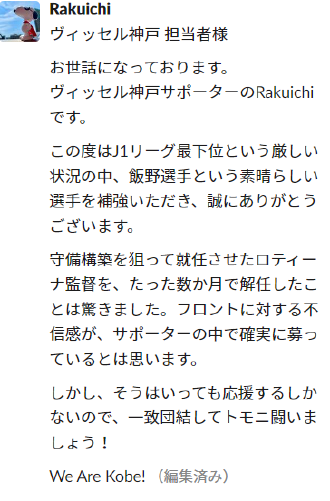 Rakuichi
ヴィッセル神戸 担当者様
お世話になっております。
ヴィッセル神戸サポーターのRakuichi
です。
この度はJ1リーグ最下位という厳しい
状況の中、飯野選手という素晴らしい
選手を補強いただき、誠にありがとう
ございます。
守備構築を狙って就任させたロティー
ナ監督を、たった数か月で解任したこ
とは驚きました。フロントに対する不
信感が、サポーターの中で確実に募っ
ているとは思います。
しかし、そうはいっても応援するしか
ないので、一致団結してトモニ闘いま
しょう！
We Are Kobe! （編集済み）